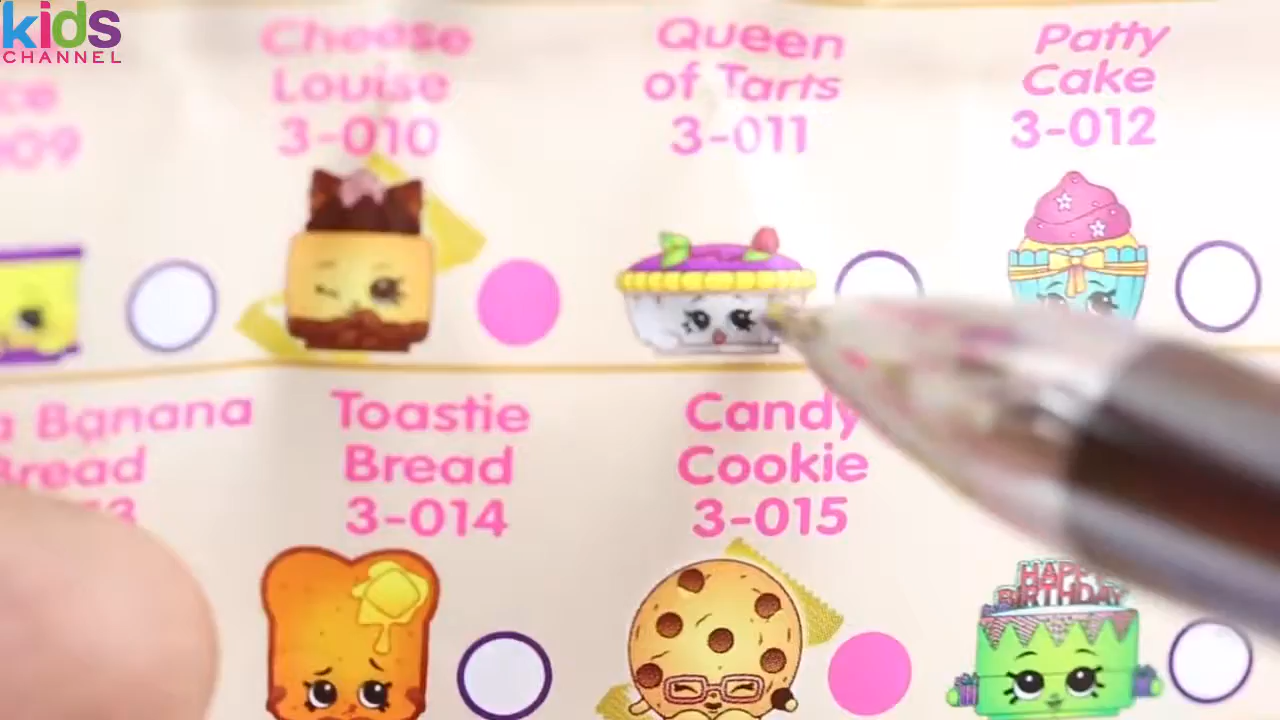 kids
CHANNEL
Cheese
Louise
3-010
Queen
of Tarts
3-011
Patty
Cake
3-012
Banana
Bread
Toastie
Bread
3-014
Candy
Cookie
3-015
HAPPY
BIRTHDAY